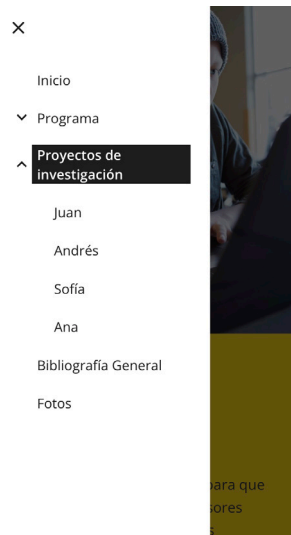 Inicio
Programa
Proyectos de
investigación
Juan
Andrés
Sofía
Ana
Bibliografía General
Fotos
para que
sores